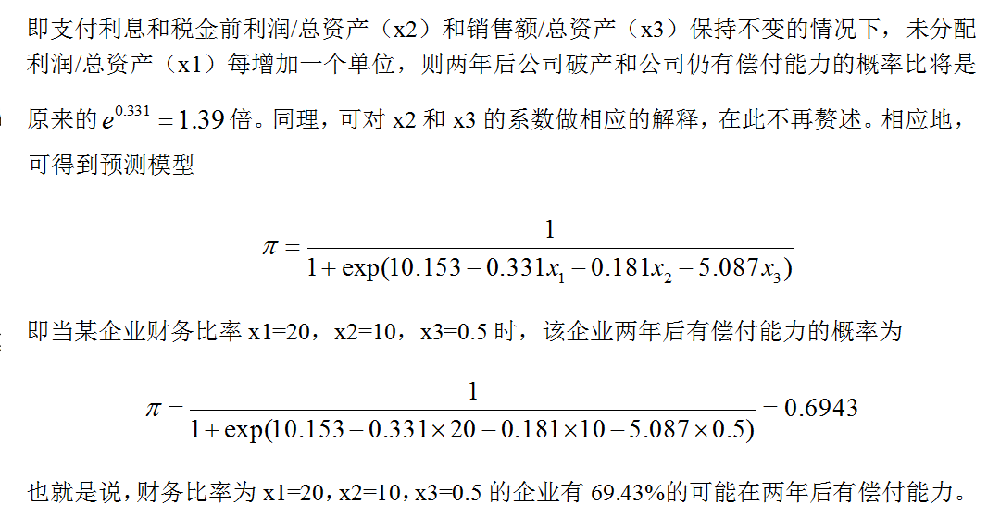 即支付利息和税金前利润/总资产（x2）和销售额/总资产（x3）保持不变的情况下，未分配
利润/总资产（x1）每增加一个单位，则两年后公司破产和公司仍有偿付能力的概率比将是
原来的 e^{0.331} = 1.39 倍。同理，可对 x2 和 x3 的系数做相应的解释，在此不再赘述。相应地，
可得到预测模型
π = \frac{1}{1 + exp(10.153 − 0.331x_1 − 0.181x_2 − 5.087x_3)}
即当某企业财务比率 x1=20，x2=10，x3=0.5 时，该企业两年后有偿付能力的概率为
π = \frac{1}{1 + exp(10.153 − 0.331×20 − 0.181×10 − 5.087×0.5)} = 0.6943
也就是说，财务比率为 x1=20，x2=10，x3=0.5 的企业有 69.43%的可能在两年后有偿付能力。